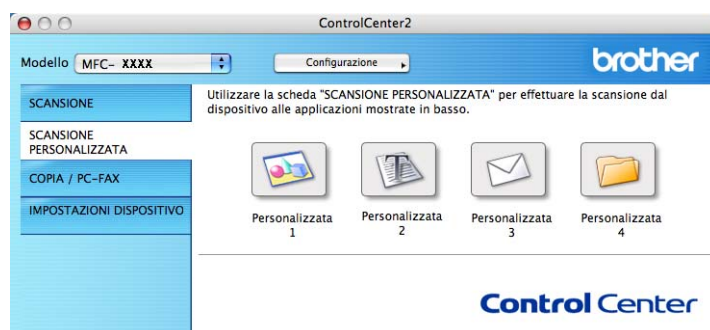 ControlCenter2
Modello MFC- XXXX Configurazione brother
SCANSIONE
SCANSIONE
PERSONALIZZATA
COPIA / PC-FAX
IMPOSTAZIONI DISPOSITIVO
Utilizzare la scheda "SCANSIONE PERSONALIZZATA" per effettuare la scansione dal
dispositivo alle applicazioni mostrate in basso.
Personalizzata
1
Personalizzata
2
Personalizzata
3
Personalizzata
4
Control Center